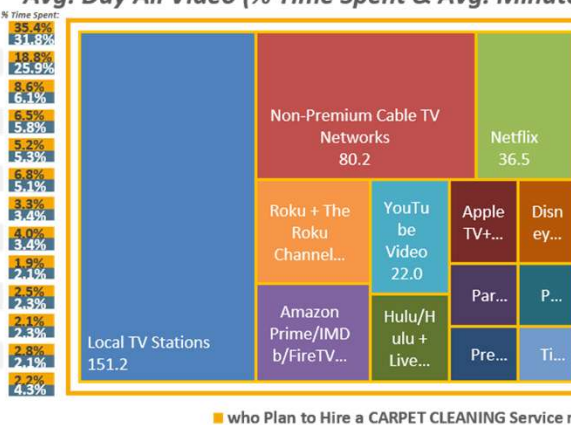 Avg. Day All Video (% Time Spent & Avg. Minute
% Time Spent:
35.4%
31.8%
18.8%
25.9%
8.6%
6.1%
6.5%
5.8%
5.2%
5.3%
6.8%
5.1%
3.3%
3.4%
4.0%
3.4%
1.9%
2.1%
2.5%
2.3%
2.1%
2.3%
2.8%
2.1%
2.2%
4.3%
Local TV Stations
151.2
Non-Premium Cable TV
Networks
80.2
Netflix
36.5
Roku + The
Roku
Channel...
YouTu
be
Video
22.0
Apple
TV+...
Disn
ey...
Amazon
Prime/IMD
b/FireTV...
Hulu/H
ulu +
Live...
Par...
P...
Pre...
Ti...
who Plan to Hire a CARPET CLEANING Service